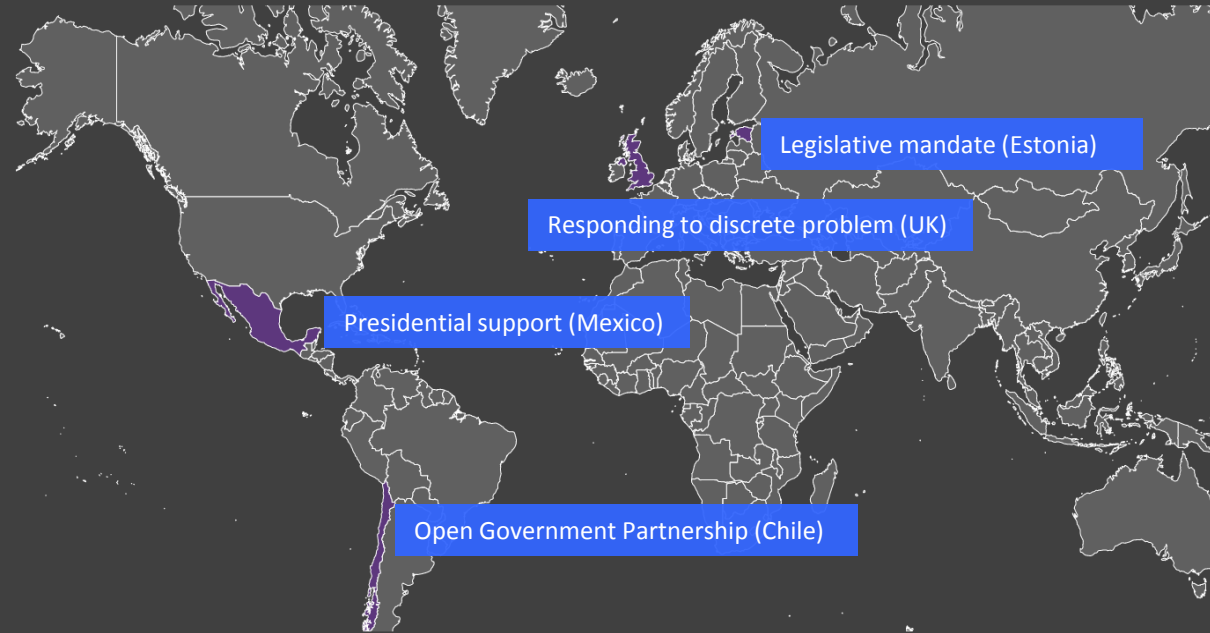 Legislative mandate (Estonia)
Responding to discrete problem (UK)
Presidential support (Mexico)
Open Government Partnership (Chile)